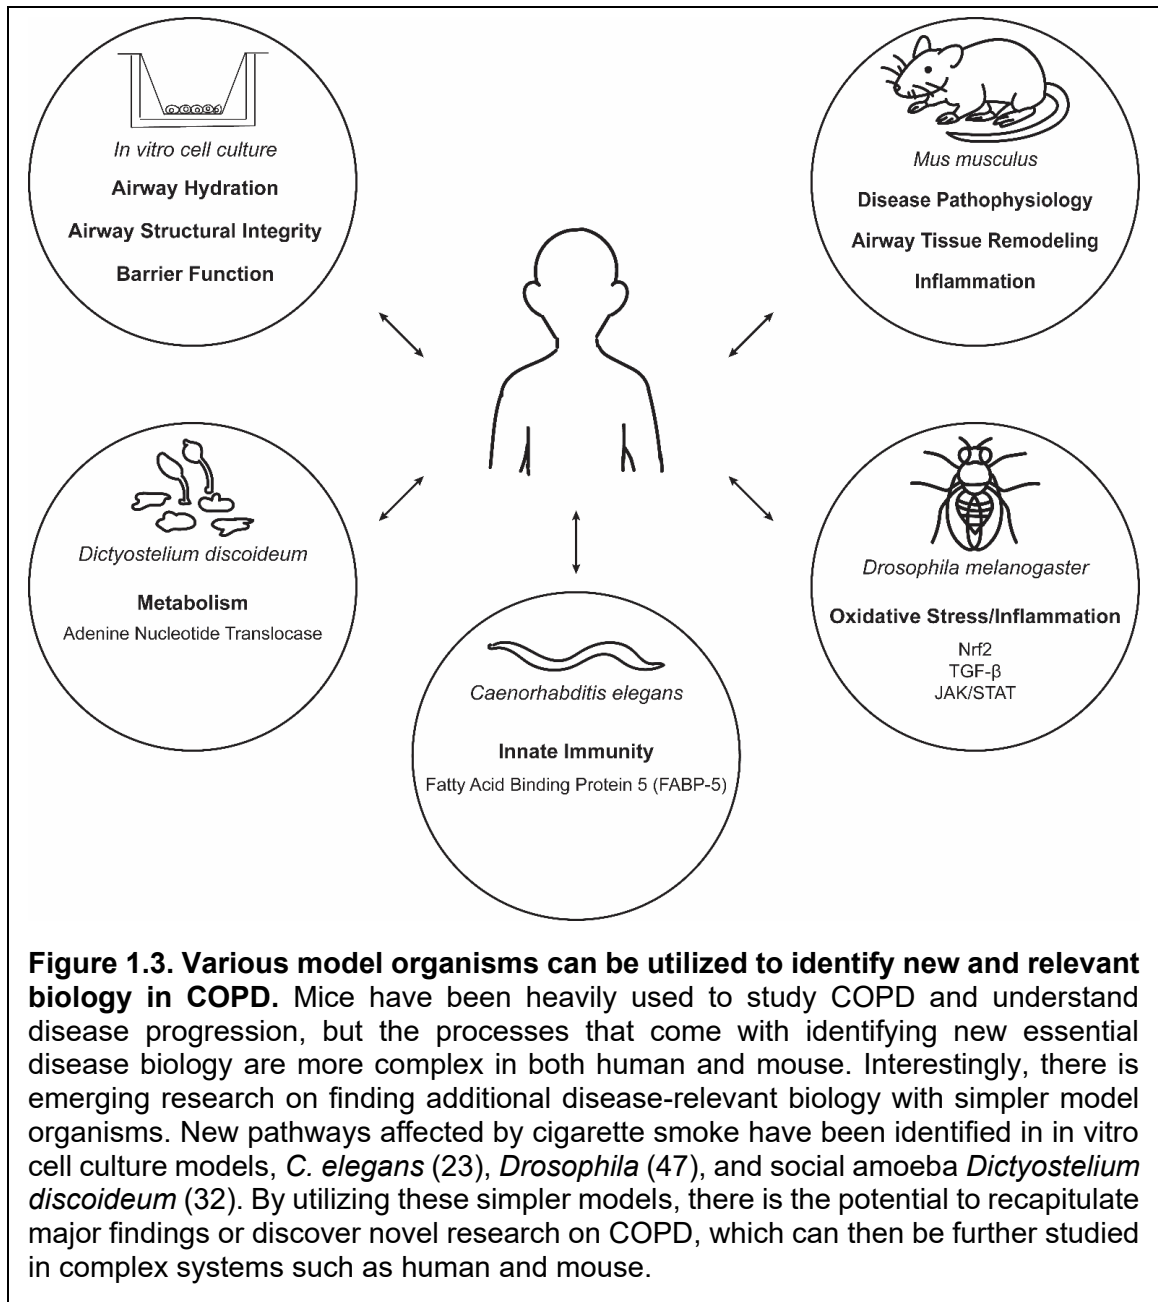 In vitro cell culture
Airway Hydration
Airway Structural Integrity
Barrier Function
Mus musculus
Disease Pathophysiology
Airway Tissue Remodeling
Inflammation
Dictyostelium discoideum
Metabolism
Adenine Nucleotide Translocase
Drosophila melanogaster
Oxidative Stress/Inflammation
Nrf2
TGF-β
JAK/STAT
Caenorhabditis elegans
Innate Immunity
Fatty Acid Binding Protein 5 (FABP-5)
Figure 1.3. Various model organisms can be utilized to identify new and relevant
biology in COPD. Mice have been heavily used to study COPD and understand
disease progression, but the processes that come with identifying new essential
disease biology are more complex in both human and mouse. Interestingly, there is
emerging research on finding additional disease-relevant biology with simpler model
organisms. New pathways affected by cigarette smoke have been identified in in vitro
cell culture models, C. elegans (23), Drosophila (47), and social amoeba Dictyostelium
discoideum (32). By utilizing these simpler models, there is the potential to recapitulate
major findings or discover novel research on COPD, which can then be further studied
in complex systems such as human and mouse.